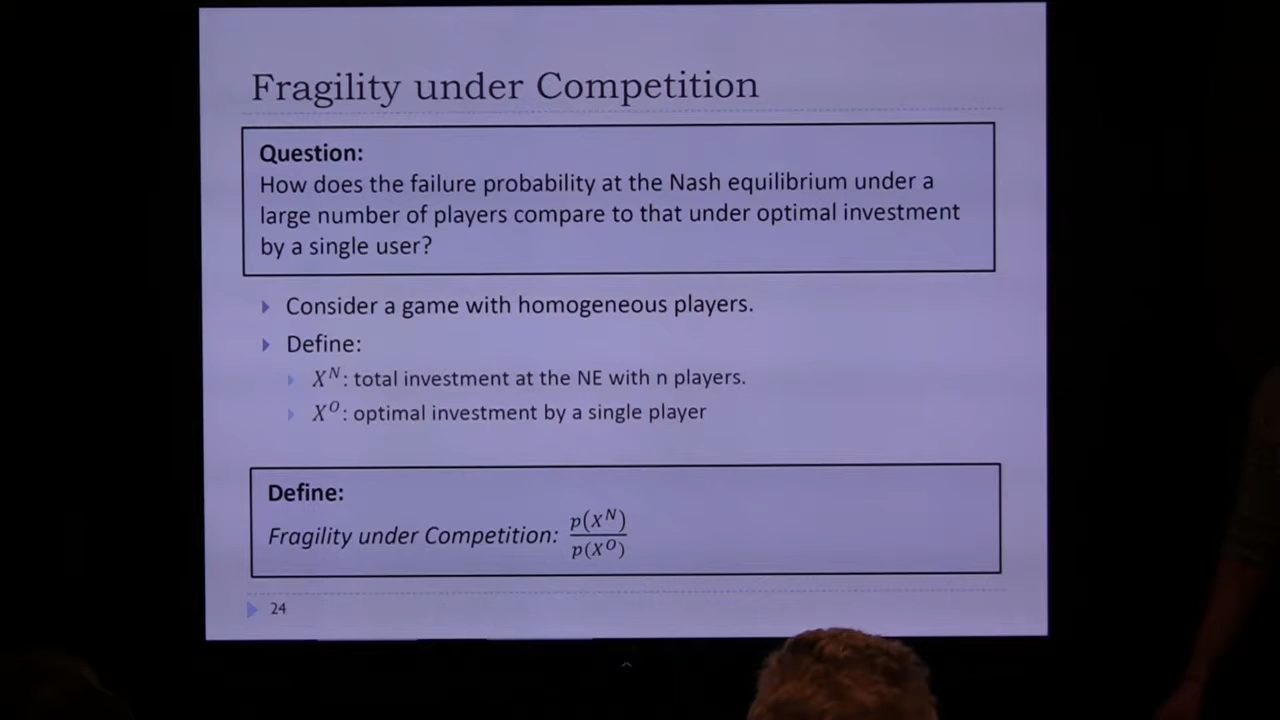 Fragility under Competition
Question:
How does the failure probability at the Nash equilibrium under a
large number of players compare to that under optimal investment
by a single user?
Consider a game with homogeneous players.
Define:
X^N: total investment at the NE with n players.
X^O: optimal investment by a single player
Define:
Fragility under Competition: p(X^N) / p(X^O)
24